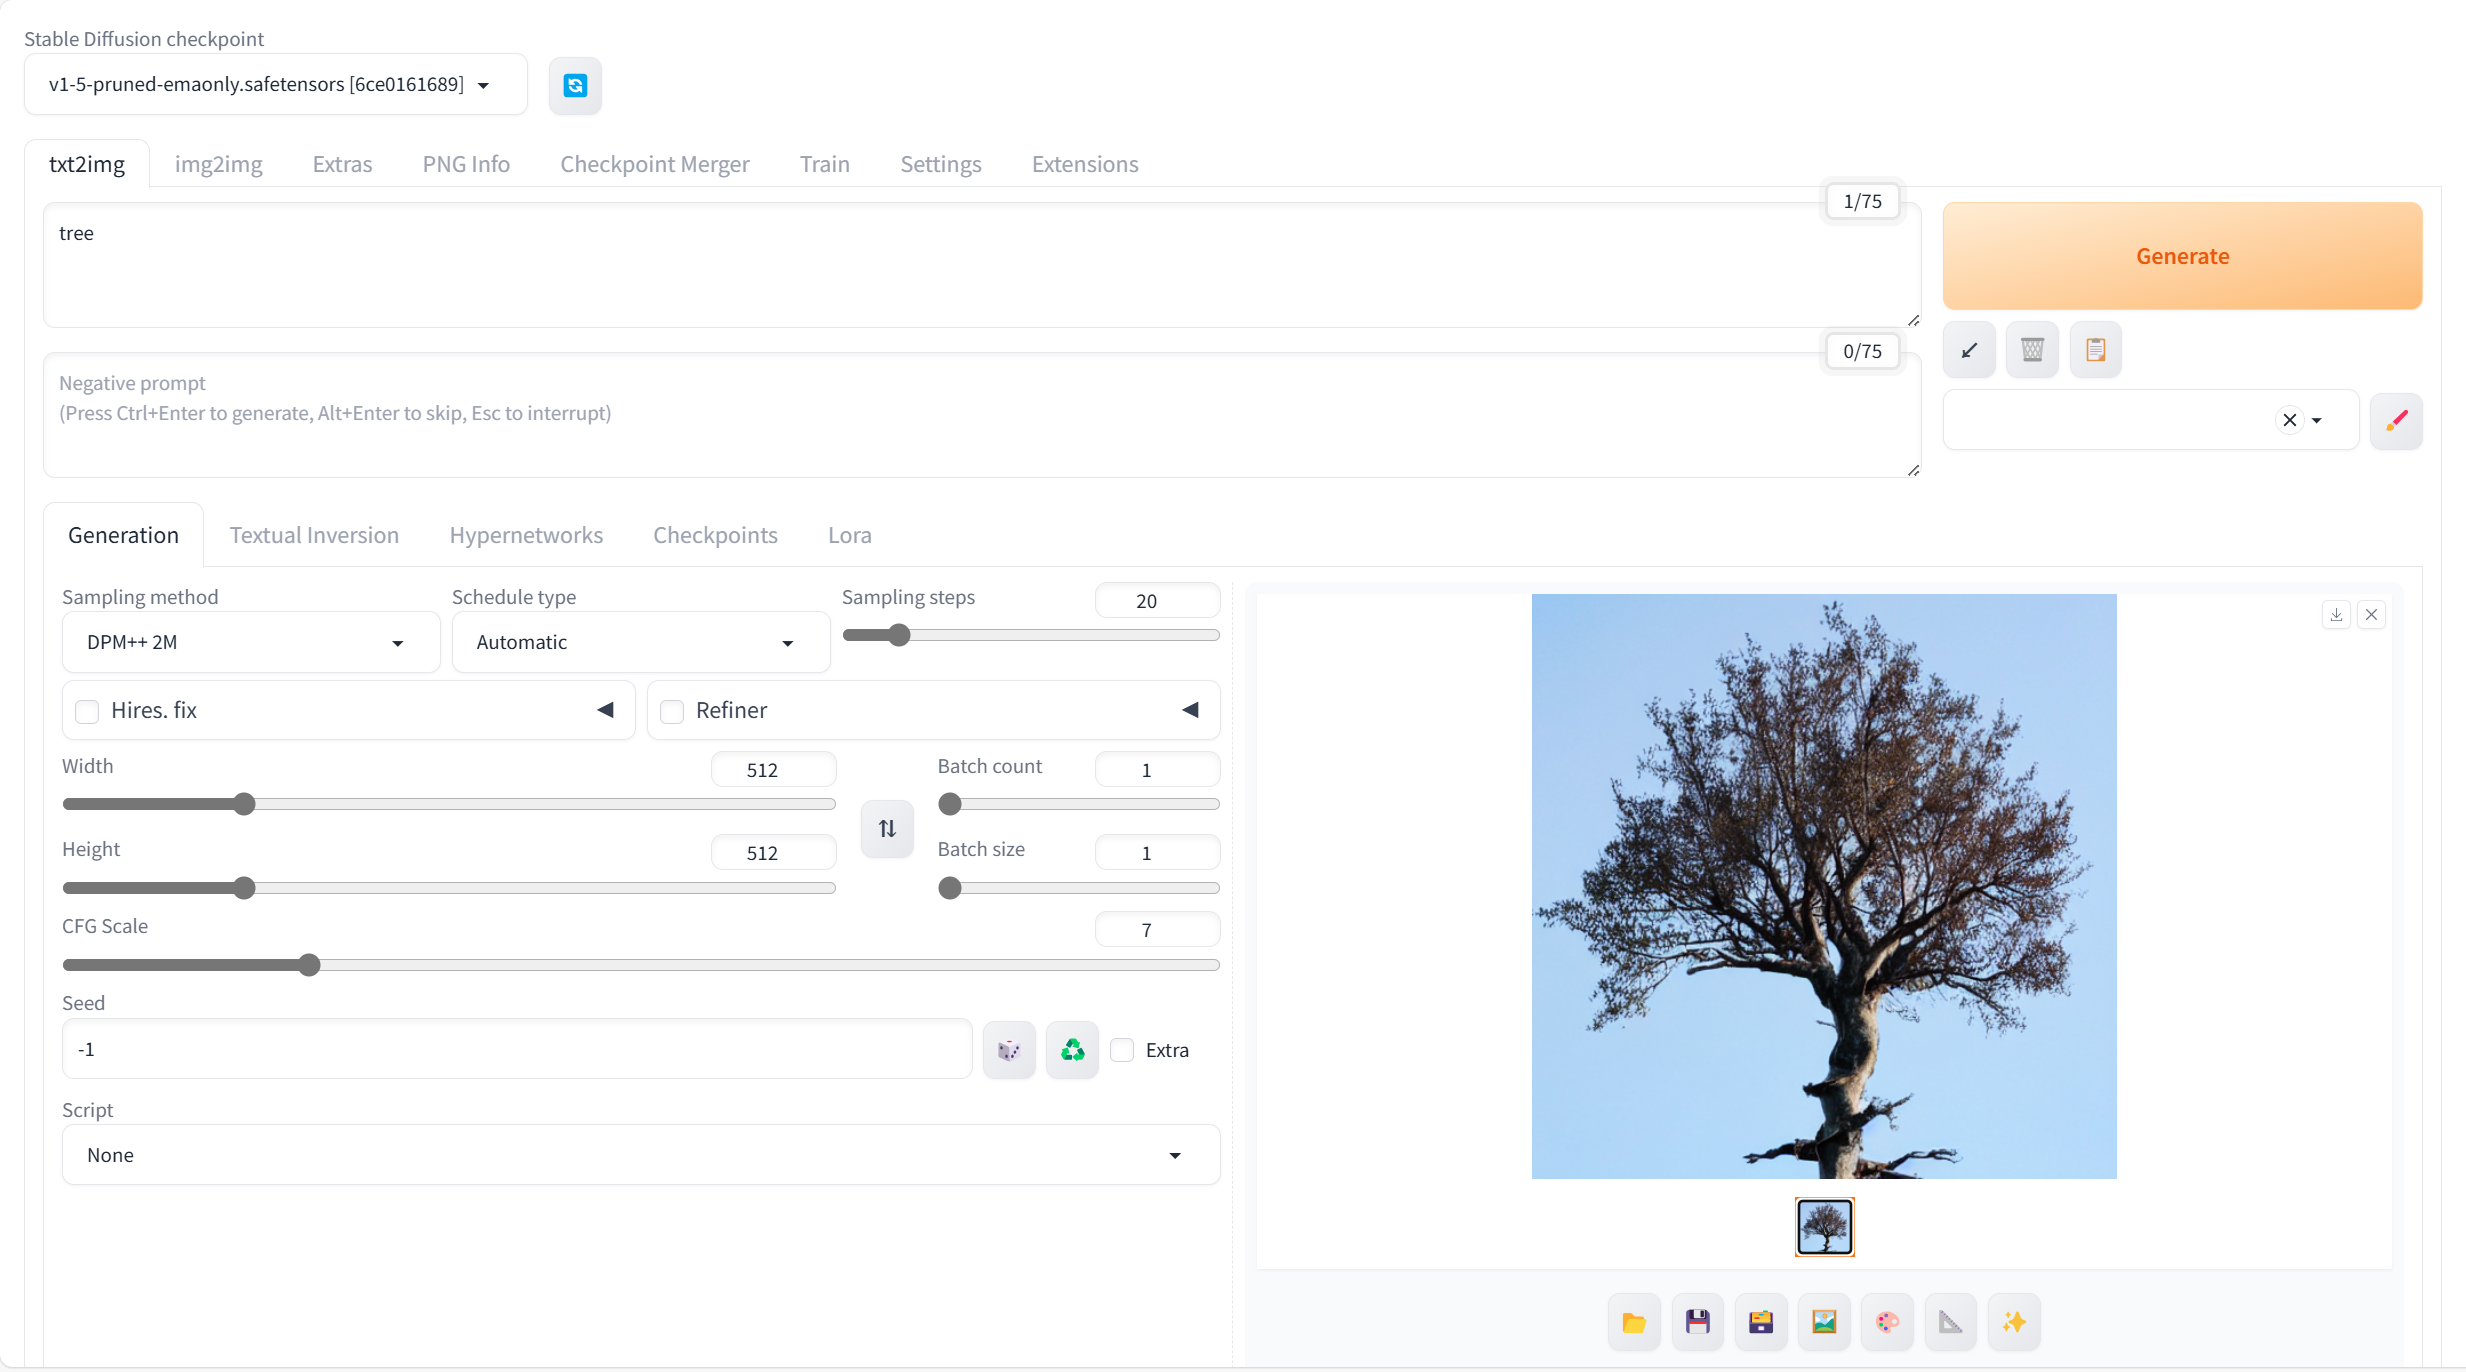 Stable Diffusion checkpoint
v1-5-pruned-emaonly.safetensors [6ce0161689]
txt2img img2img Extras PNG Info Checkpoint Merger Train Settings Extensions
1/75
tree
Generate
0/75
Negative prompt
(Press Ctrl+Enter to generate, Alt+Enter to skip, Esc to interrupt)
Generation Textual Inversion Hypernetworks Checkpoints Lora
Sampling method Schedule type Sampling steps 20
DPM++ 2M Automatic
Hires. fix Refiner
Width 512 Batch count 1
Height 512 Batch size 1
CFG Scale 7
Seed
-1 Extra
Script
None